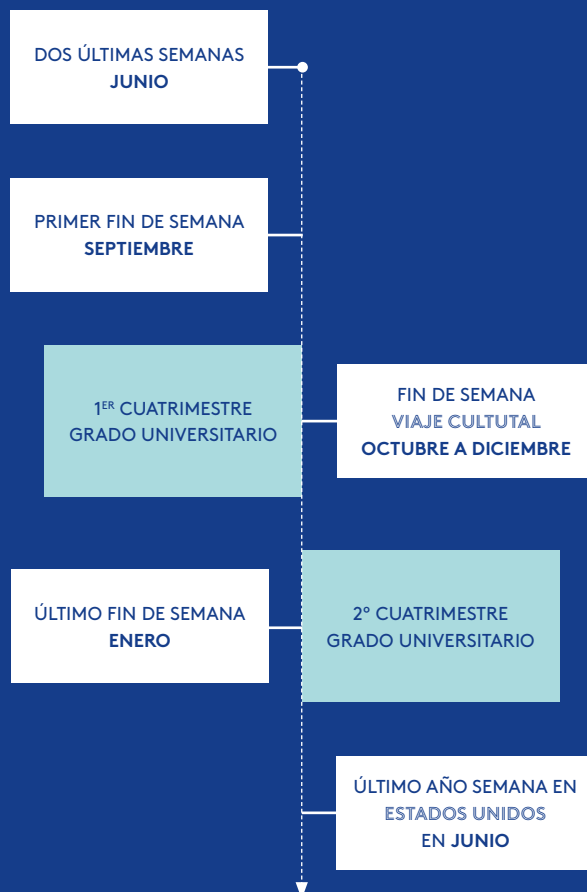 DOS ÚLTIMAS SEMANAS
JUNIO
PRIMER FIN DE SEMANA
SEPTIEMBRE
1ER CUATRIMESTRE
GRADO UNIVERSITARIO
FIN DE SEMANA
VIAJE CULTUTAL
OCTUBRE A DICIEMBRE
ÚLTIMO FIN DE SEMANA
ENERO
2º CUATRIMESTRE
GRADO UNIVERSITARIO
ÚLTIMO AÑO SEMANA EN
ESTADOS UNIDOS
EN JUNIO